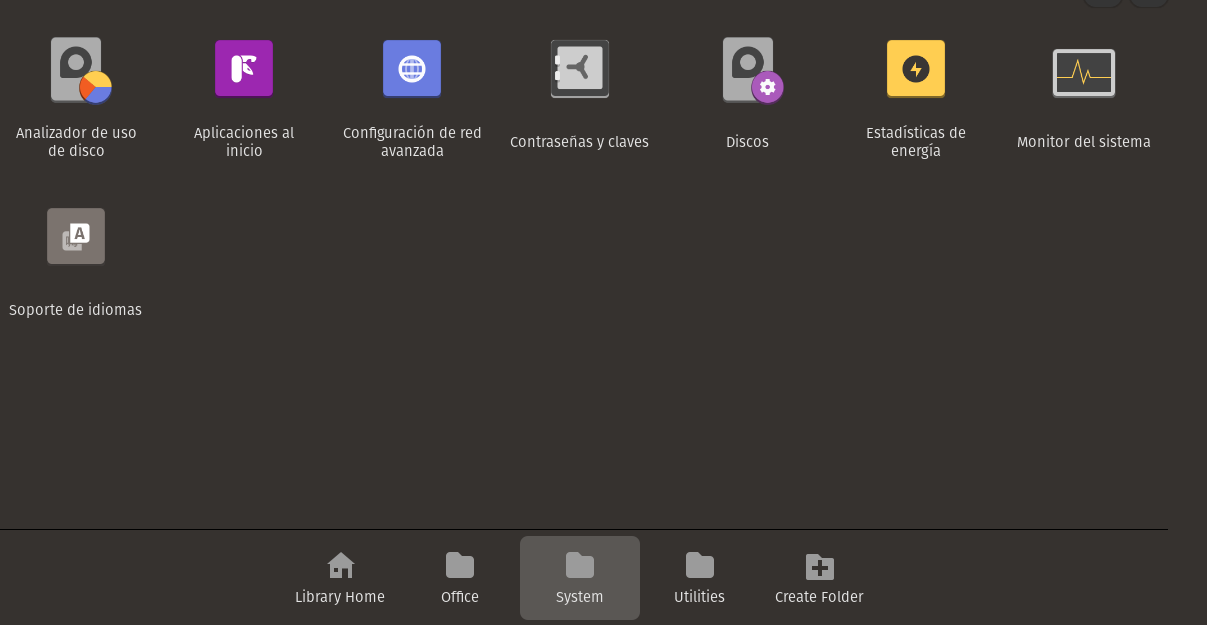 Analizador de uso
de disco
Aplicaciones al
inicio
Configuración de red
avanzada
Contraseñas y claves
Discos
Estadísticas de
energía
Monitor del sistema
A
Soporte de idiomas
Library Home
Office
System
Utilities
Create Folder